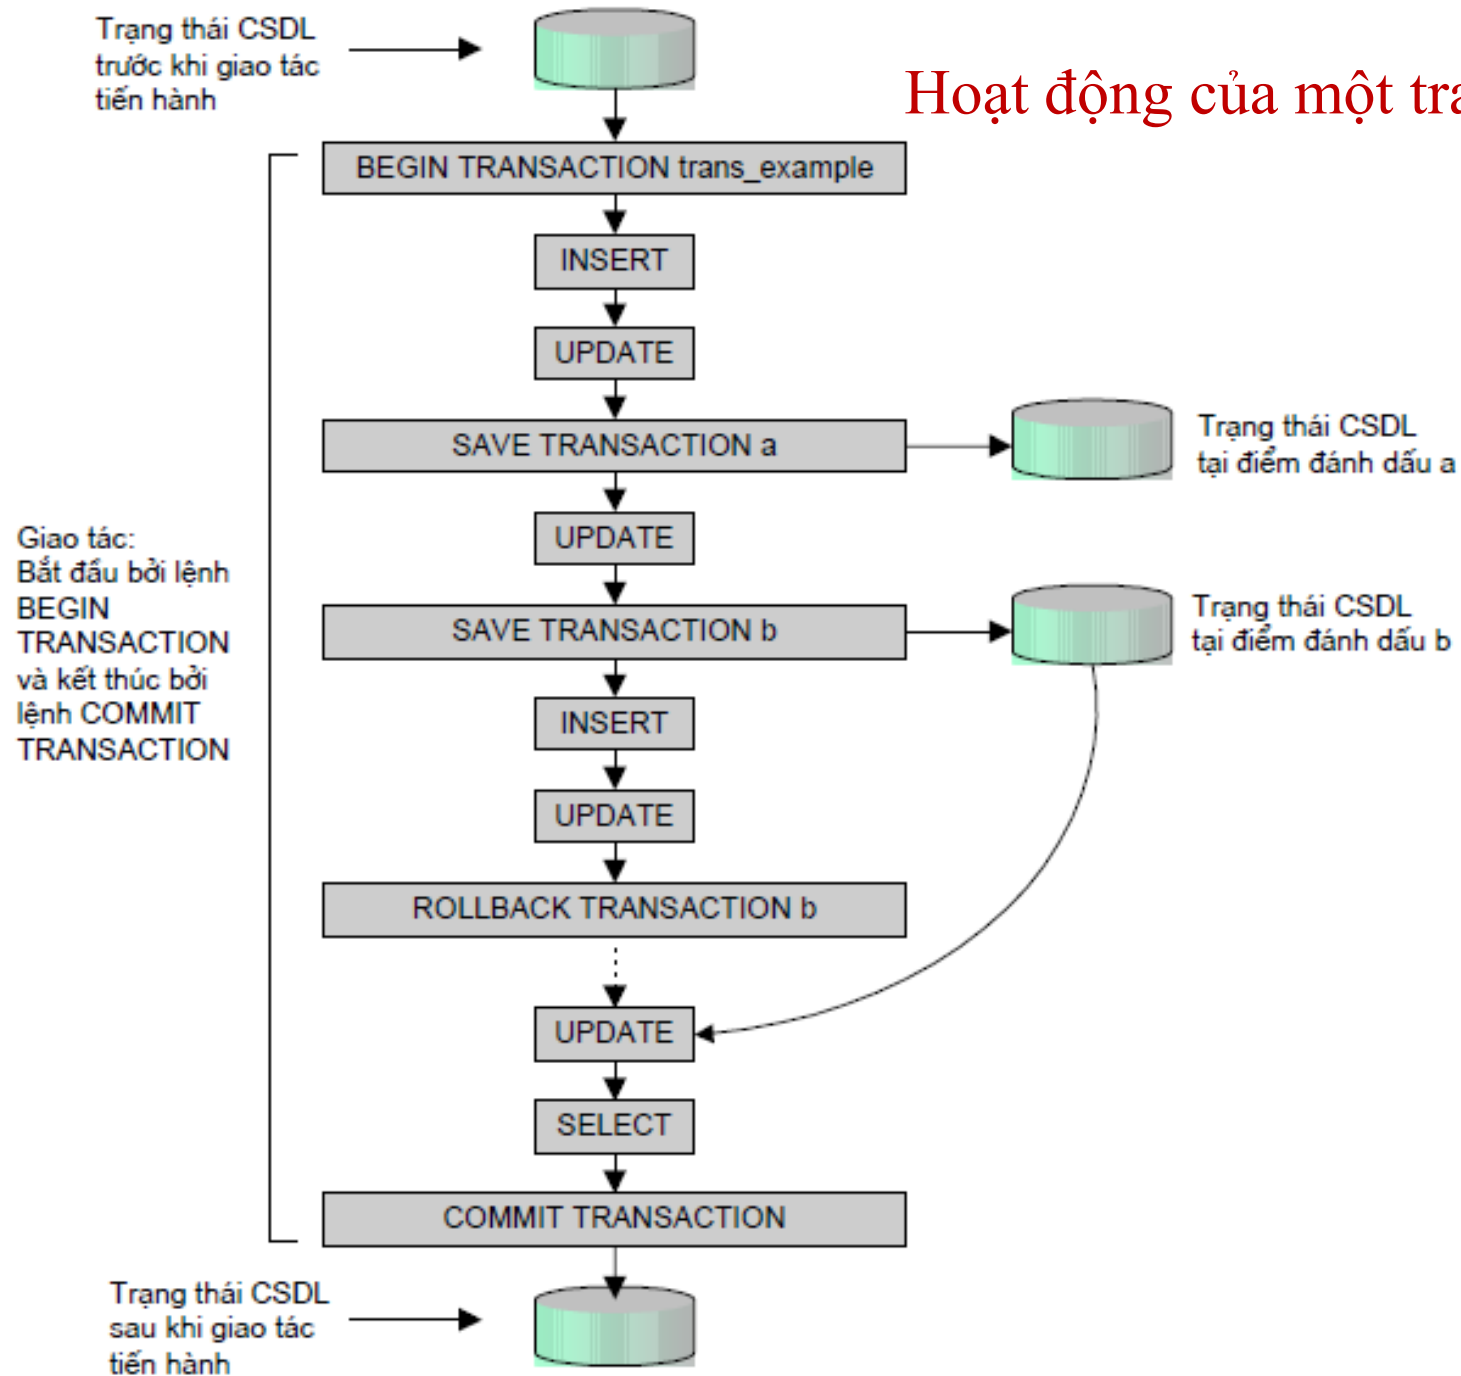 Trạng thái CSDL
trước khi giao tác
tiến hành
Hoạt động của một
BEGIN TRANSACTION trans_example
INSERT
UPDATE
SAVE TRANSACTION a
Trạng thái CSDL
tại điểm đánh dấu a
UPDATE
Giao tác:
Bắt đầu bởi lệnh
BEGIN
TRANSACTION
và kết thúc bởi
lệnh COMMIT
TRANSACTION
SAVE TRANSACTION b
Trạng thái CSDL
tại điểm đánh dấu b
INSERT
UPDATE
ROLLBACK TRANSACTION b
UPDATE
SELECT
COMMIT TRANSACTION
Trạng thái CSDL
sau khi giao tác
tiến hành